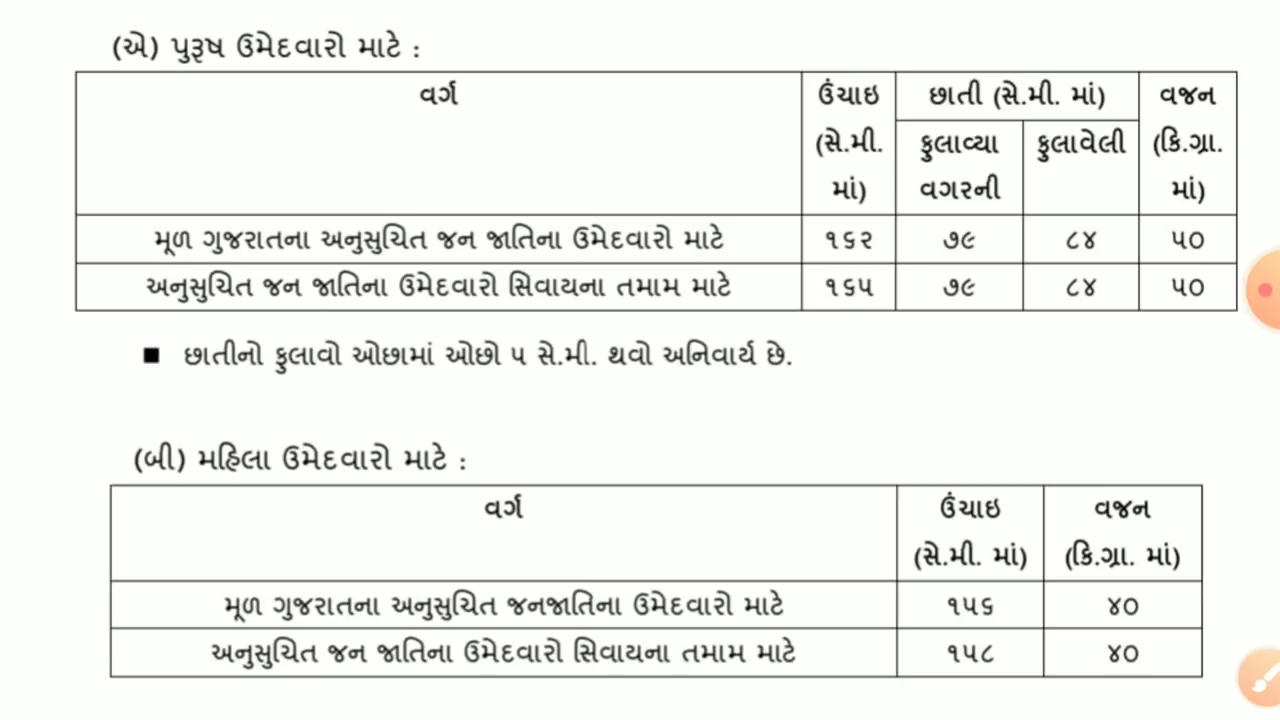 (એ) પુરૂષ ઉમેદવારો માટે :
વર્ગ ઉંચાઇ છાતી (સે.મી. માં) વજન
(સે.મી. ફુલાવ્યા ફુલાવેલી (કિ.ગ્રા.
માં) વગરની માં)
મૂળ ગુજરાતના અનુસુચિત જન જાતિના ઉમેદવારો માટે ૧૬૨ ૭૯ ૮૪ ૫૦
અનુસુચિત જન જાતિના ઉમેદવારો સિવાયના તમામ માટે ૧૬૫ ૭૯ ૮૪ ૫૦
■ છાતીનો ફુલાવો ઓછામાં ઓછો ૫ સે.મી. થવો અનિવાર્ય છે.
(બી) મહિલા ઉમેદવારો માટે :
વર્ગ ઉંચાઇ વજન
(સે.મી. માં) (કિ.ગ્રા. માં)
મૂળ ગુજરાતના અનુસુચિત જનજાતિના ઉમેદવારો માટે ૧૫૬ ૪૦
અનુસુચિત જન જાતિના ઉમેદવારો સિવાયના તમામ માટે ૧૫૮ ૪૦